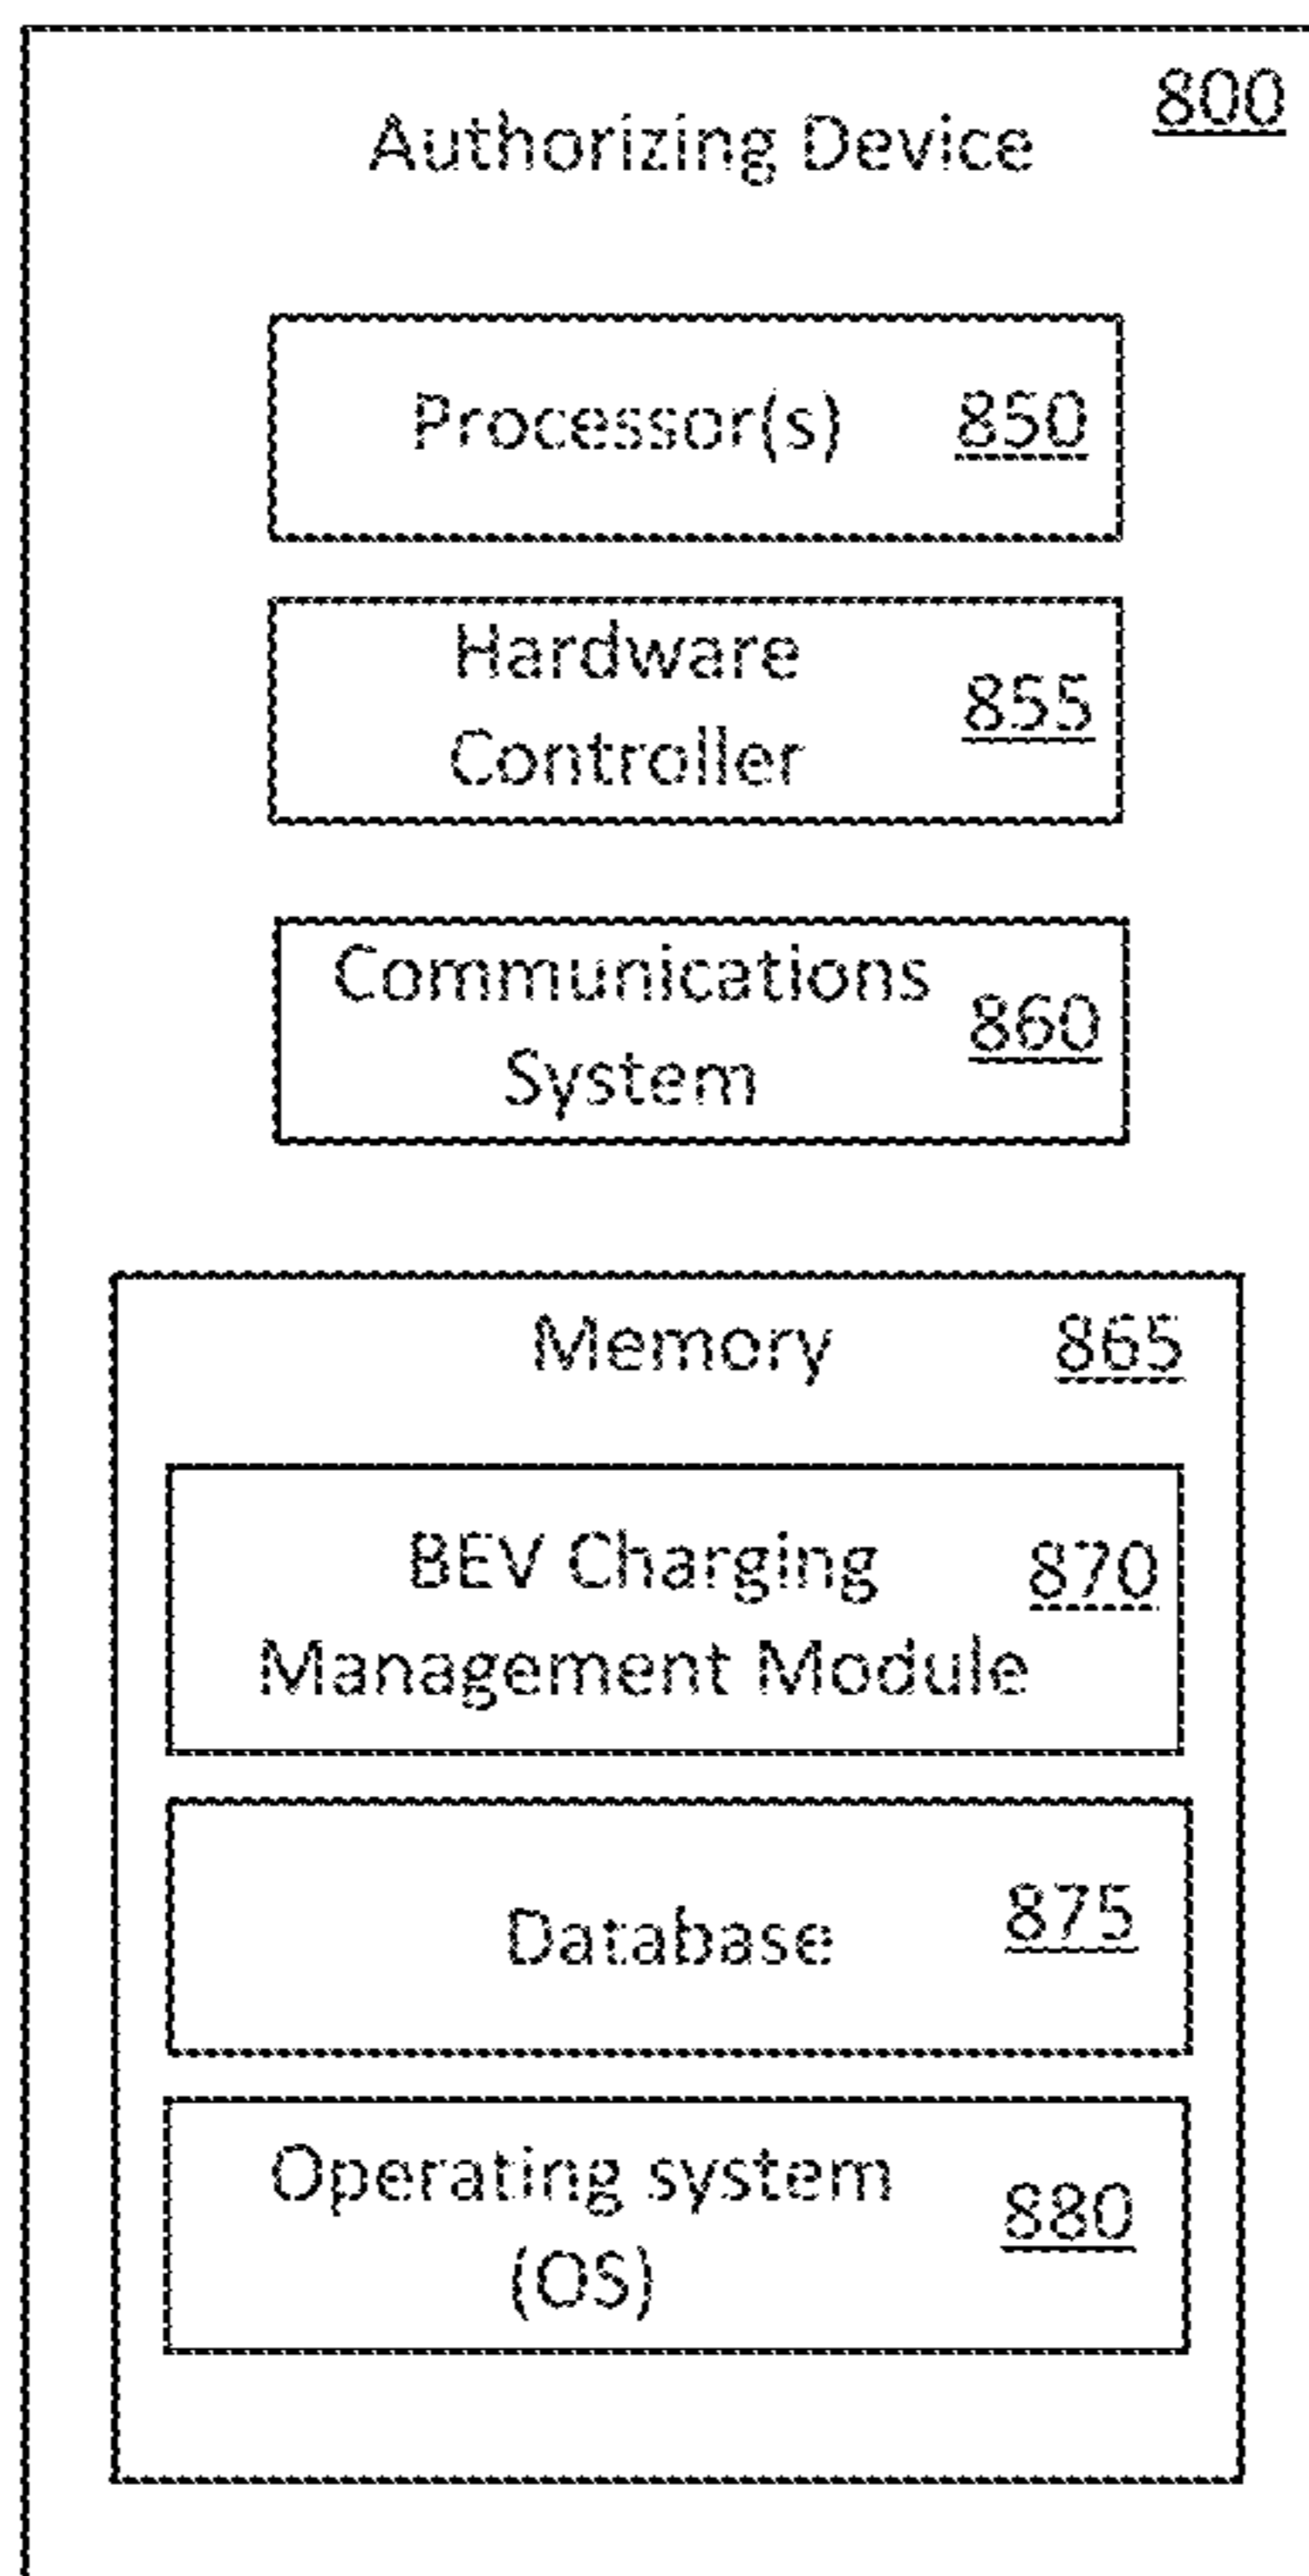 800
Authorizing Device
Processor(s) 850
Hardware
Controller
855
Communications
System
860
Memory 865
BEV Charging
Management Module
870
Database 875
Operating system
(OS)
880